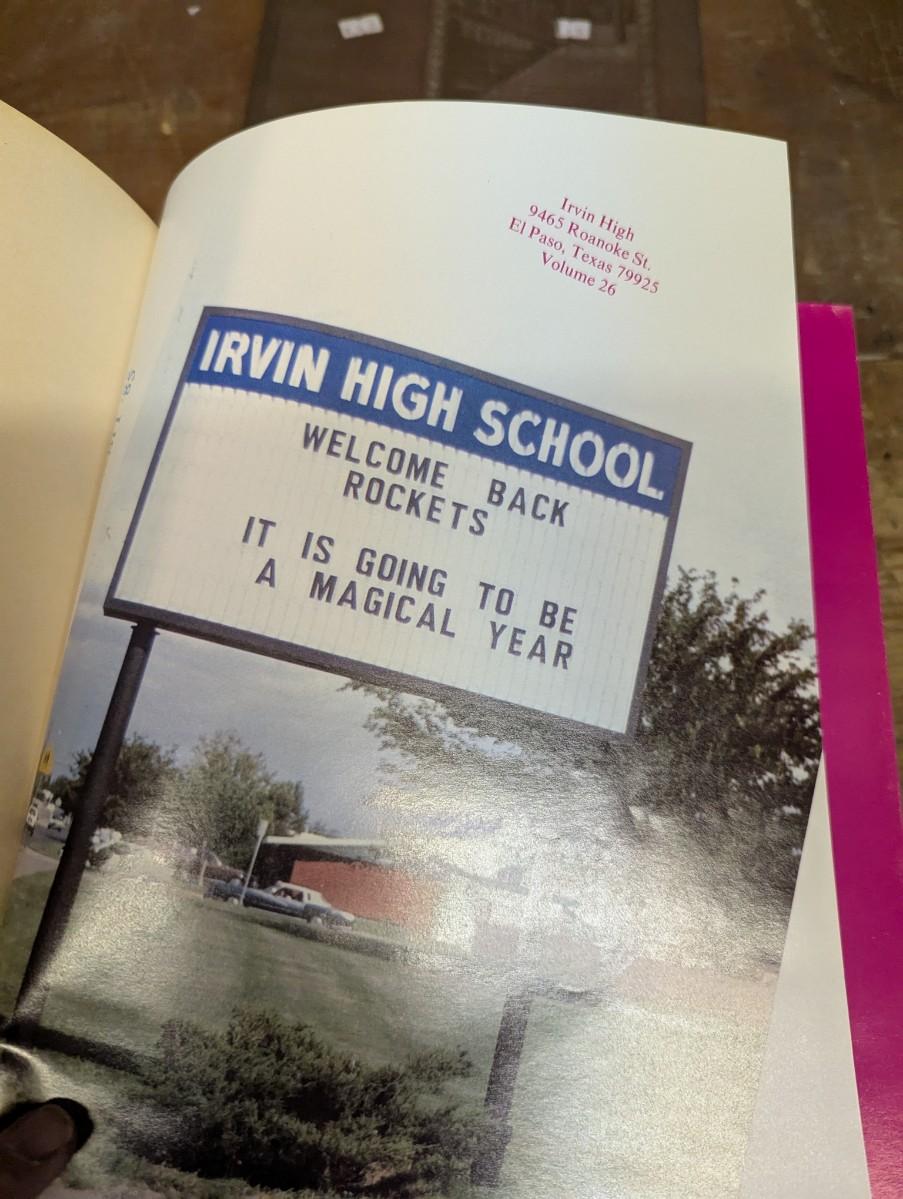 Irvin High
9465 Roanoke St.
El Paso, Texas 79925
Volume 26
IRVIN HIGH SCHOOL
WELCOME BACK
ROCKETS
IT IS GOING TO BE
A MAGICAL YEAR